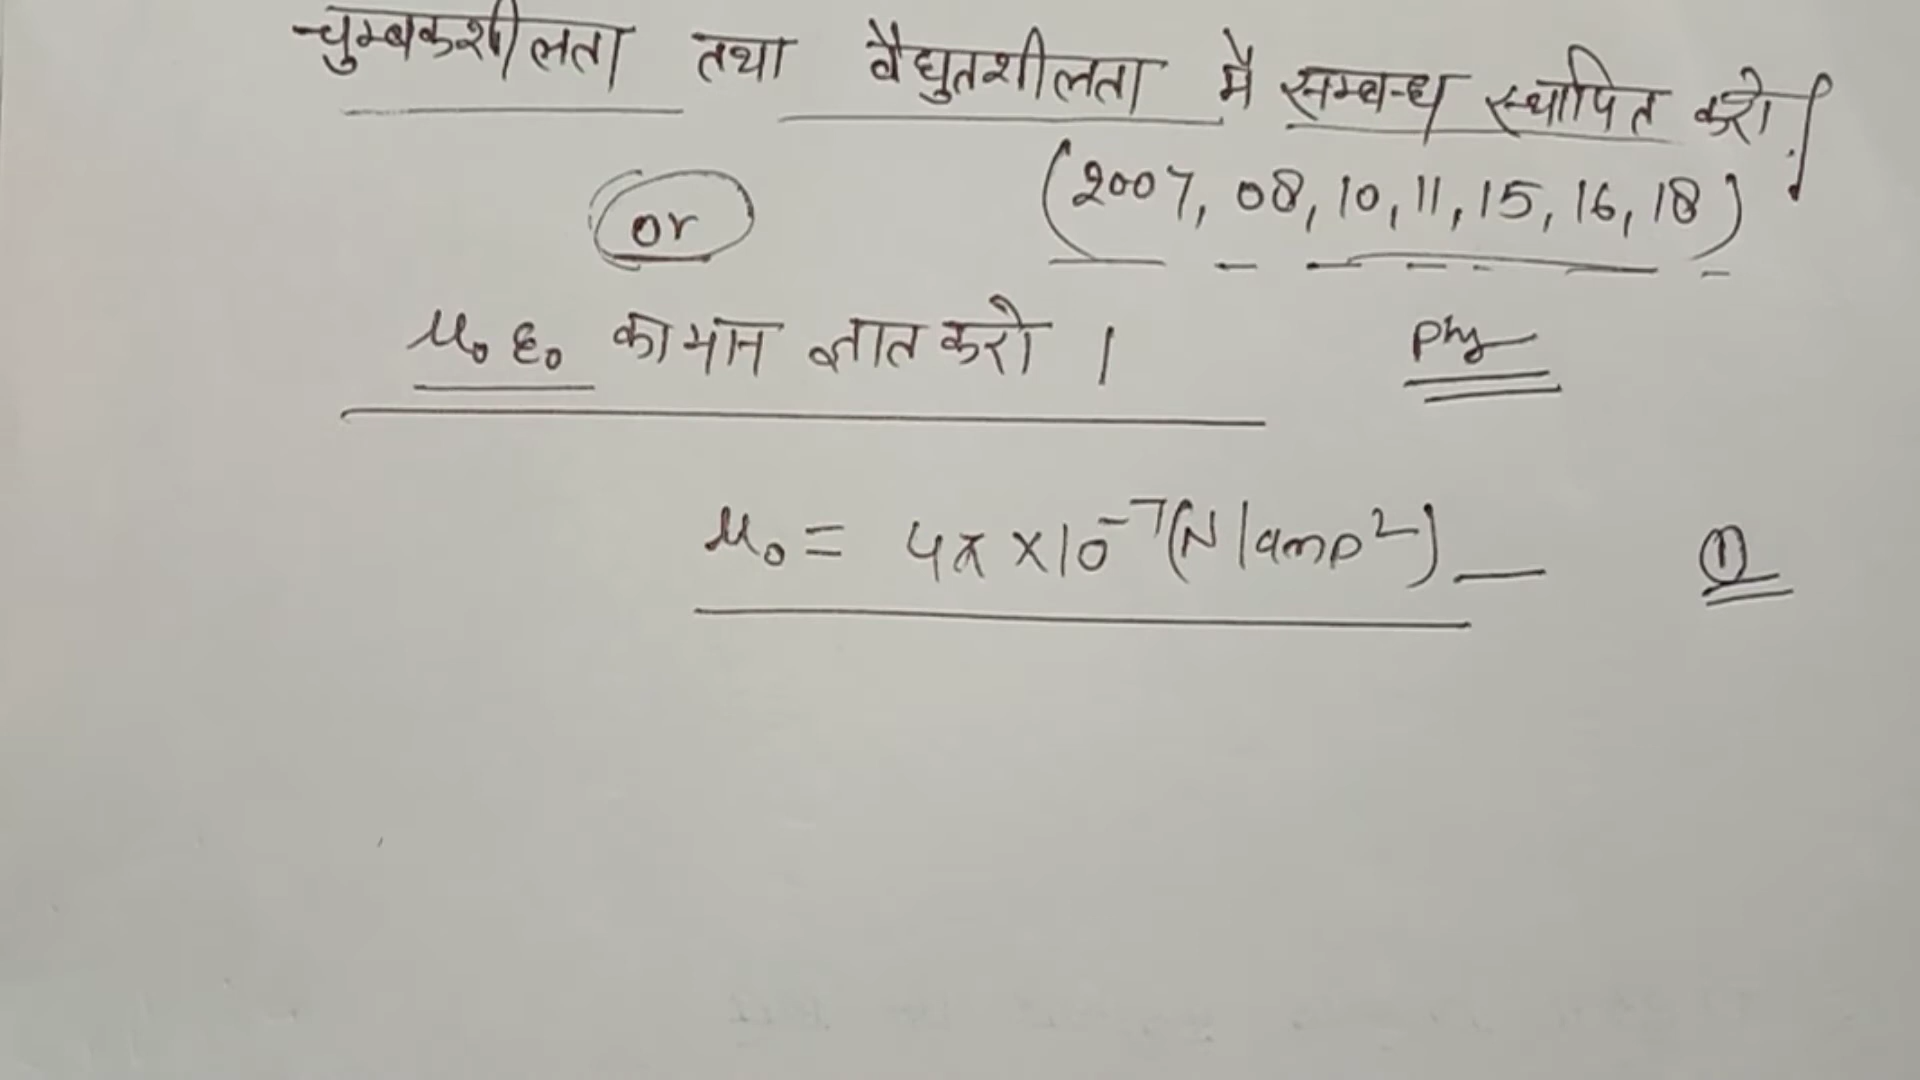 चुम्बकशीलता तथा वैद्युतशीलता मै सम्बन्ध स्थापित करो।
or (2007, 08, 10, 11, 15, 16, 18)
μ₀ ε₀ का मान ज्ञात करो । Phy
μ₀ = 4π × 10⁻⁷ (N/amp²) — ①